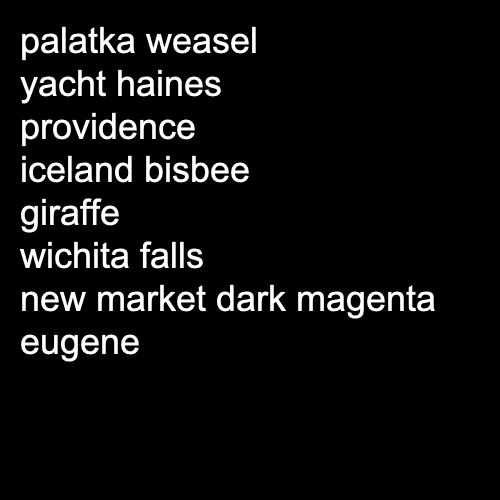 palatka weasel
yacht haines
providence
iceland bisbee
giraffe
wichita falls
new market dark magenta
eugene